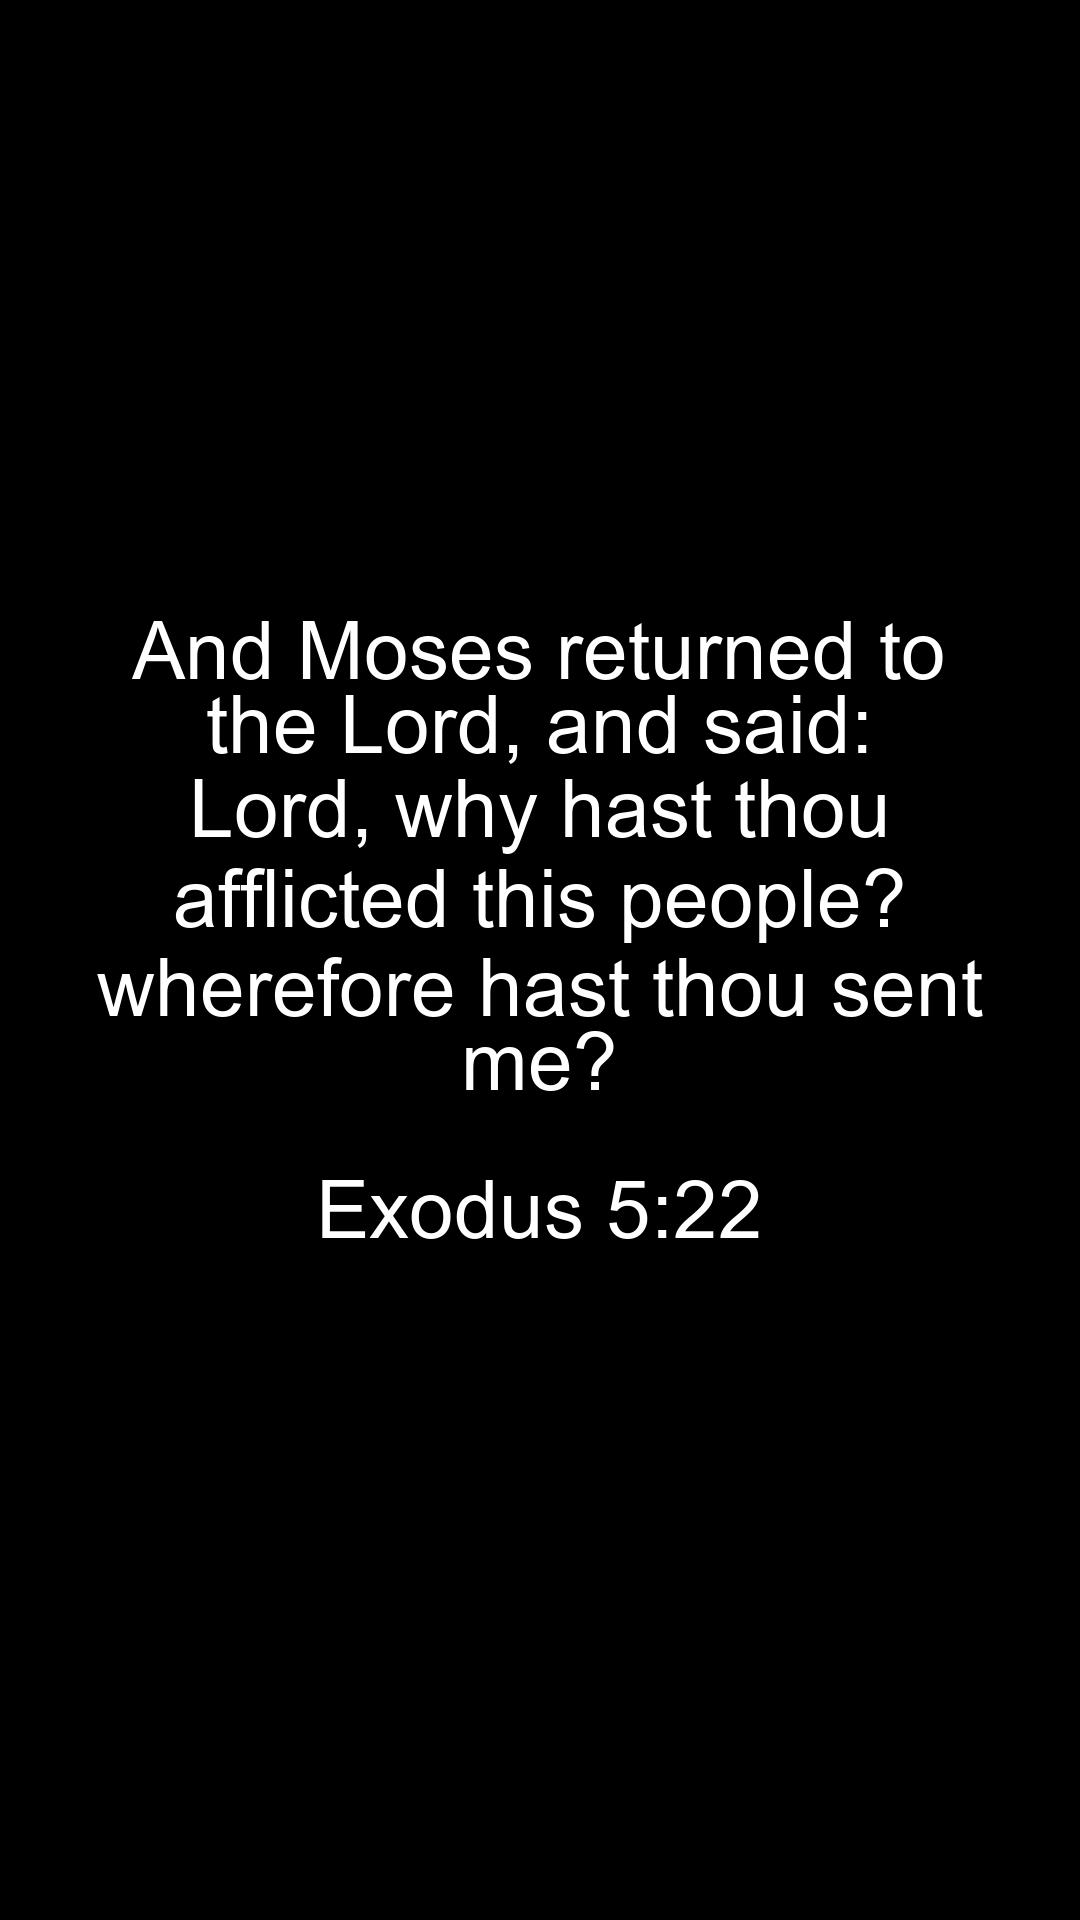 And Moses returned to
the Lord, and said:
Lord, why hast thou
afflicted this people?
wherefore hast thou sent
me?
Exodus 5:22